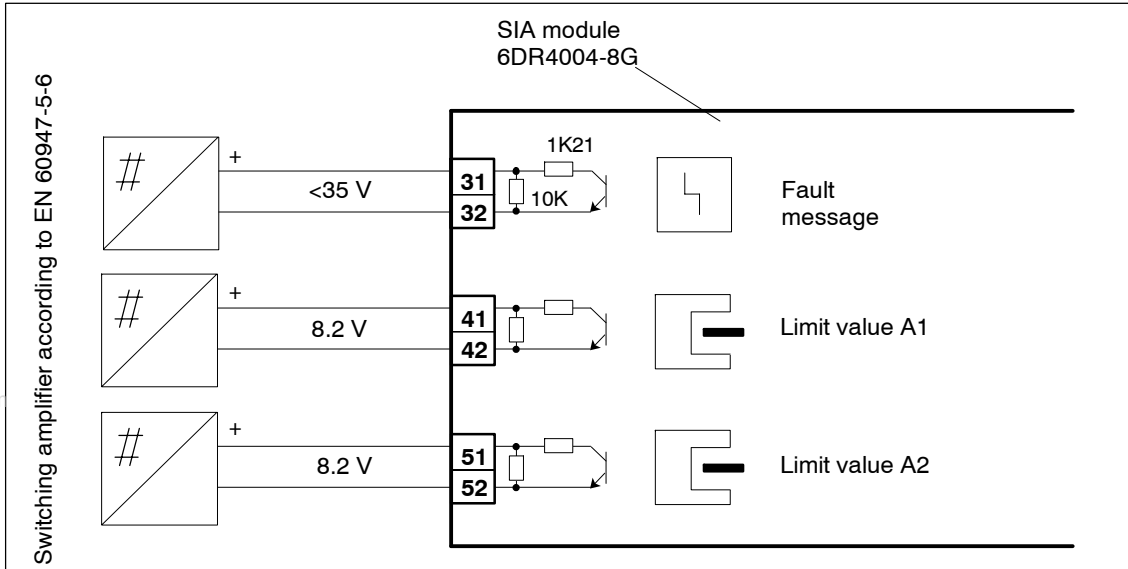 SIA module
6DR4004-8G
Switching amplifier according to EN 60947-5-6
#
+
<35 V
31
32
1K21
10K
Fault
message
#
+
8.2 V
41
42
Limit value A1
#
+
8.2 V
51
52
Limit value A2